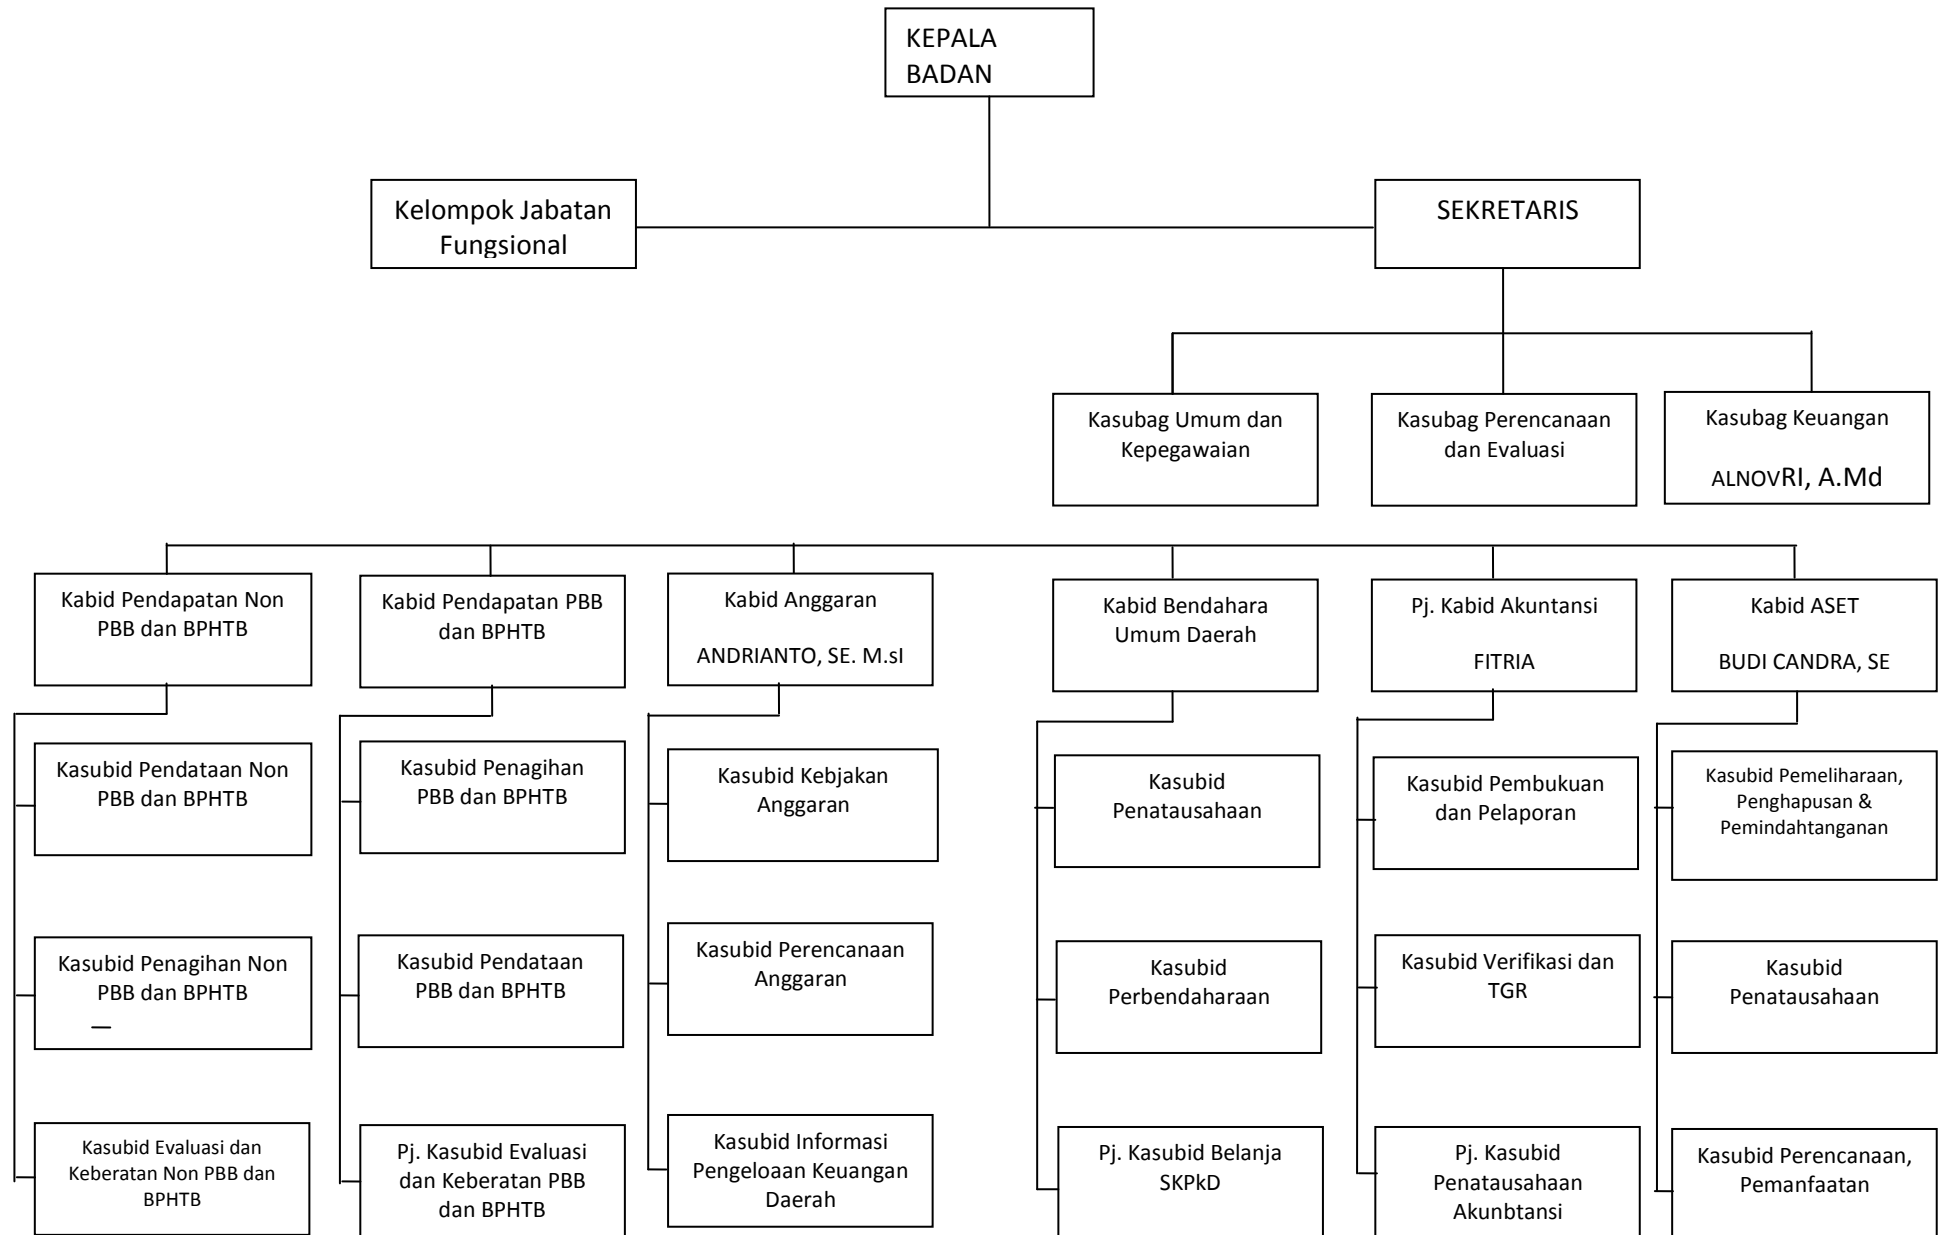 KEPALA
BADAN
Kelompok Jabatan
Fungsional
SEKRETARIS
Kasubag Umum dan
Kepegawaian
Kasubag Perencanaan
dan Evaluasi
Kasubag Keuangan
ALNOVRI, A.Md
Kabid Pendapatan Non
PBB dan BPHTB
Kabid Pendapatan PBB
dan BPHTB
Kabid Anggaran
ANDRIANTO, SE. M.sI
Kabid Bendahara
Umum Daerah
Pj. Kabid Akuntansi
FITRIA
Kabid ASET
BUDI CANDRA, SE
Kasubid Pendataan Non
PBB dan BPHTB
Kasubid Penagihan
PBB dan BPHTB
Kasubid Kebjakan
Anggaran
Kasubid
Penatausahaan
Kasubid Pembukuan
dan Pelaporan
Kasubid Pemeliharaan,
Penghapusan &
Pemindahtanganan
Kasubid Penagihan Non
PBB dan BPHTB
Kasubid Pendataan
PBB dan BPHTB
Kasubid Perencanaan
Anggaran
Kasubid
Perbendaharaan
Kasubid Verifikasi dan
TGR
Kasubid
Penatausahaan
Kasubid Evaluasi dan
Keberatan Non PBB dan
BPHTB
Pj. Kasubid Evaluasi
dan Keberatan PBB
dan BPHTB
Kasubid Informasi
Pengeloaan Keuangan
Daerah
Pj. Kasubid Belanja
SKPkD
Pj. Kasubid
Penatausahaan
Akunbtansi
Kasubid Perencanaan,
Pemanfaatan